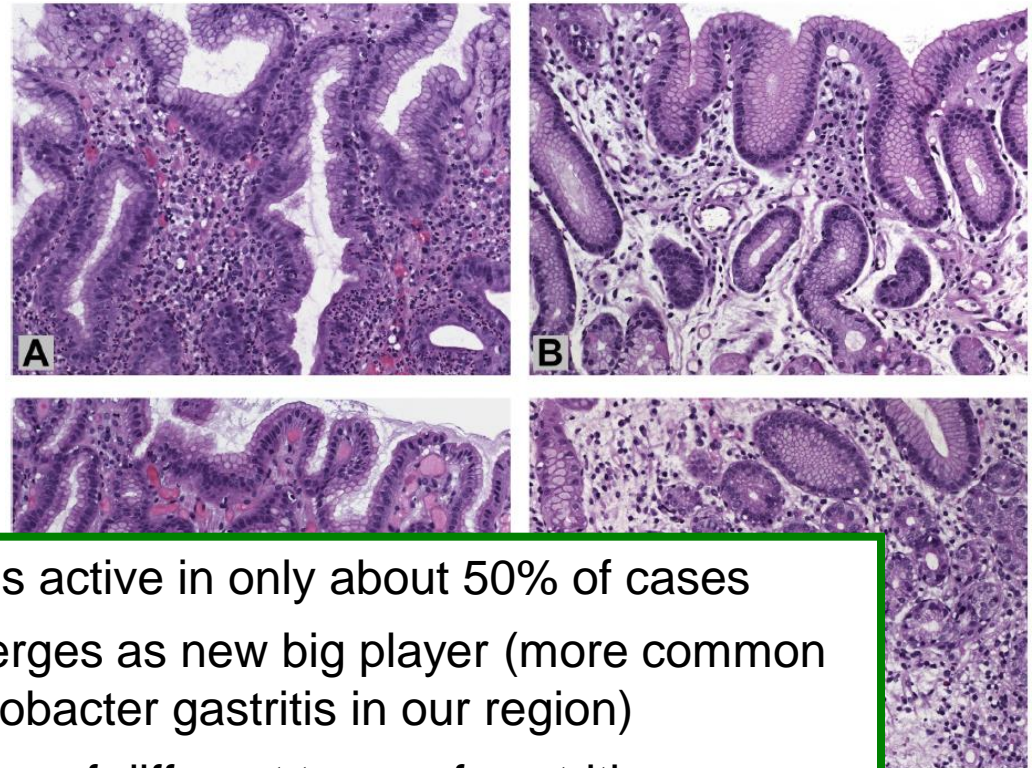 A
B
s active in only about 50% of cases
erges as new big player (more common
obacter gastritis in our region)